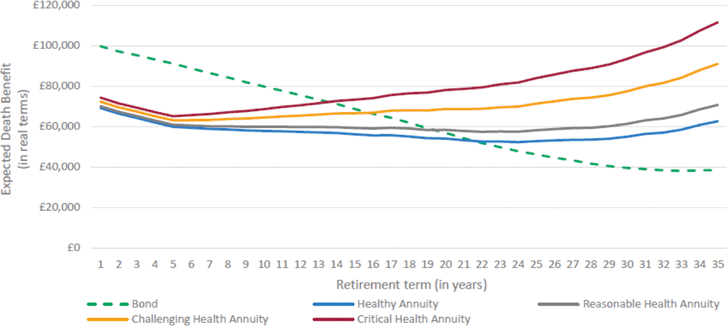 £120,000
£100,000
£80,000
£60,000
£40,000
£20,000
£0
Expected Death Benefit
(in real terms)
1 2 3 4 5 6 7 8 9 10 11 12 13 14 15 16 17 18 19 20 21 22 23 24 25 26 27 28 29 30 31 32 33 34 35
Retirement term (in years)
Bond
Healthy Annuity
Reasonable Health Annuity
Challenging Health Annuity
Critical Health Annuity